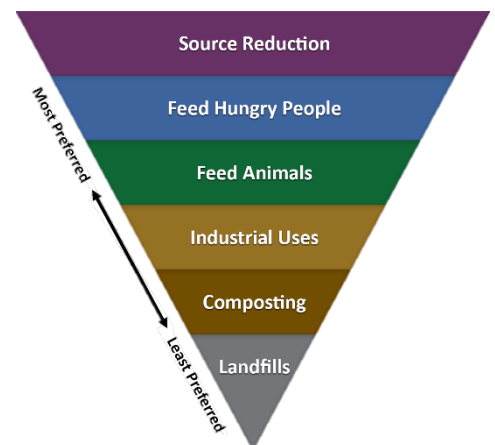 Source Reduction
Feed Hungry People
Most Preferred
Feed Animals
Industrial Uses
Composting
Least Preferred
Landfills